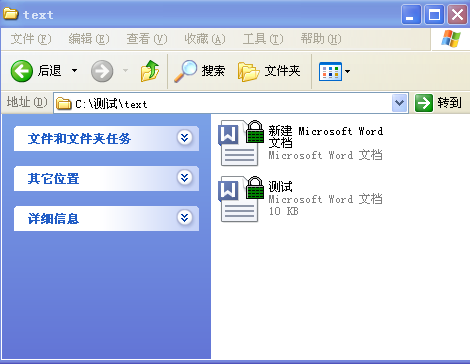 text
文件(F) 编辑(E) 查看(V) 收藏(A) 工具(T) 帮助(H)
后退 搜索 文件夹
地址(D) C:\测试\text 转到
文件和文件夹任务
其它位置
详细信息
新建 Microsoft Word
文档
Microsoft Word 文档
测试
Microsoft Word 文档
10 KB